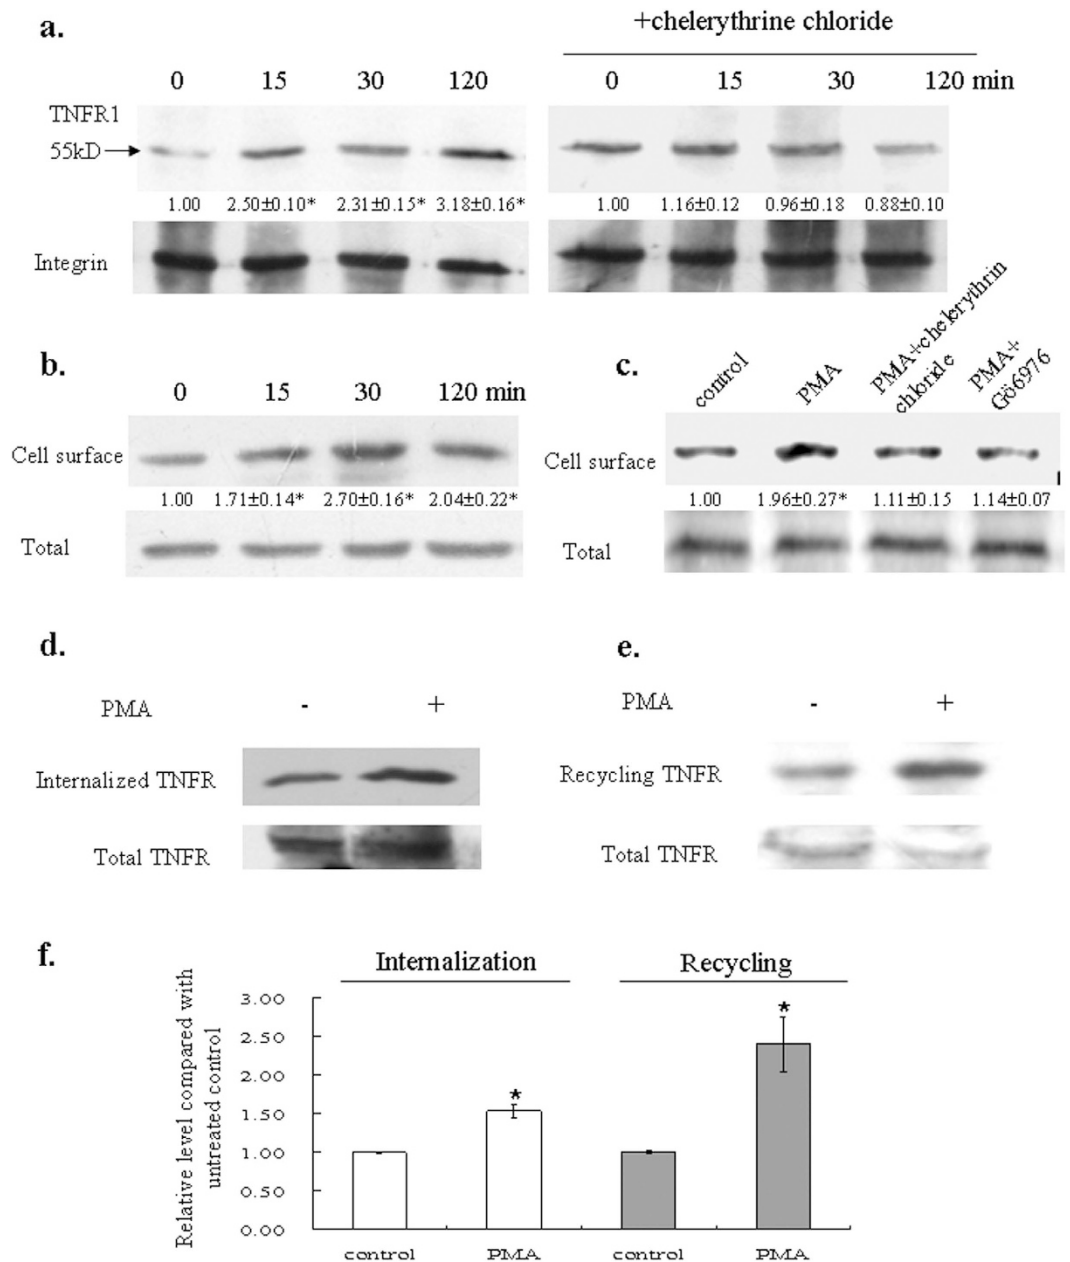 a.
+chelerythrine chloride
0 15 30 120 0 15 30 120 min
TNFR1
55kD
1.00 2.50±0.10* 2.31±0.15* 3.18±0.16* 1.00 1.16±0.12 0.96±0.18 0.88±0.10
Integrin
b.
0 15 30 120 min
Cell surface
1.00 1.71±0.14* 2.70±0.16* 2.04±0.22*
Total
c.
control
PMA
PMA+chelerythrin
chloride
PMA+
Gö6976
Cell surface
1.00 1.96±0.27* 1.11±0.15 1.14±0.07
Total
d.
PMA - +
Internalized TNFR
Total TNFR
e.
PMA - +
Recycling TNFR
Total TNFR
f.
Internalization Recycling
Relative level compared with
untreated control
3.00
2.50
2.00
1.50
1.00
0.50
0.00
*
*
control PMA control PMA